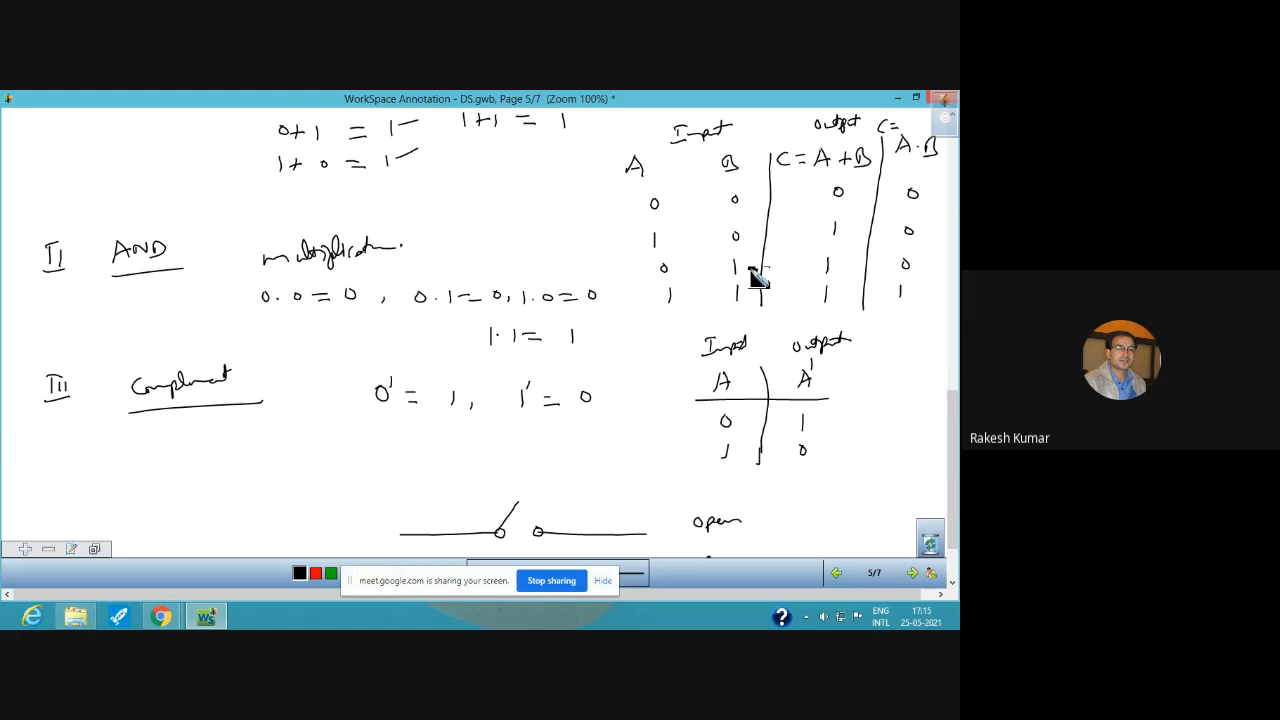 WorkSpace Annotation - DS.gwb, Page 5/7 (Zoom 100%) *
0+1 = 1
1+1 = 1
1+0 = 1
Input Output
A B C = A + B C = A . B
0 0 0 0
1 0 1 0
0 1 1 0
1 1 1 1
II AND multiplication.
0.0 = 0 , 0.1 = 0, 1.0 = 0
1.1 = 1
III Complement
0' = 1 , 1' = 0
Input Output
A A'
0 1
1 0
open
meet.google.com is sharing your screen. Stop sharing Hide
5/7
ENG
INTL
17:15
25-05-2021
Rakesh Kumar